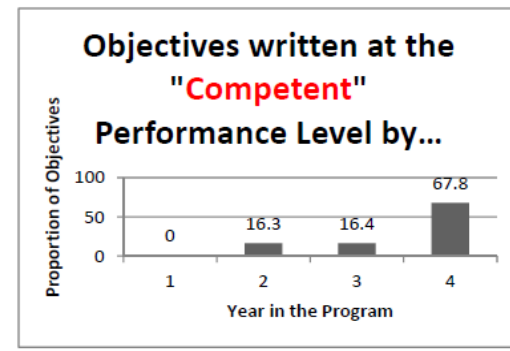 Objectives written at the
"Competent"
Performance Level by...
Proportion of Objectives
100
50
0
0
16.3
16.4
67.8
1 2 3 4
Year in the Program